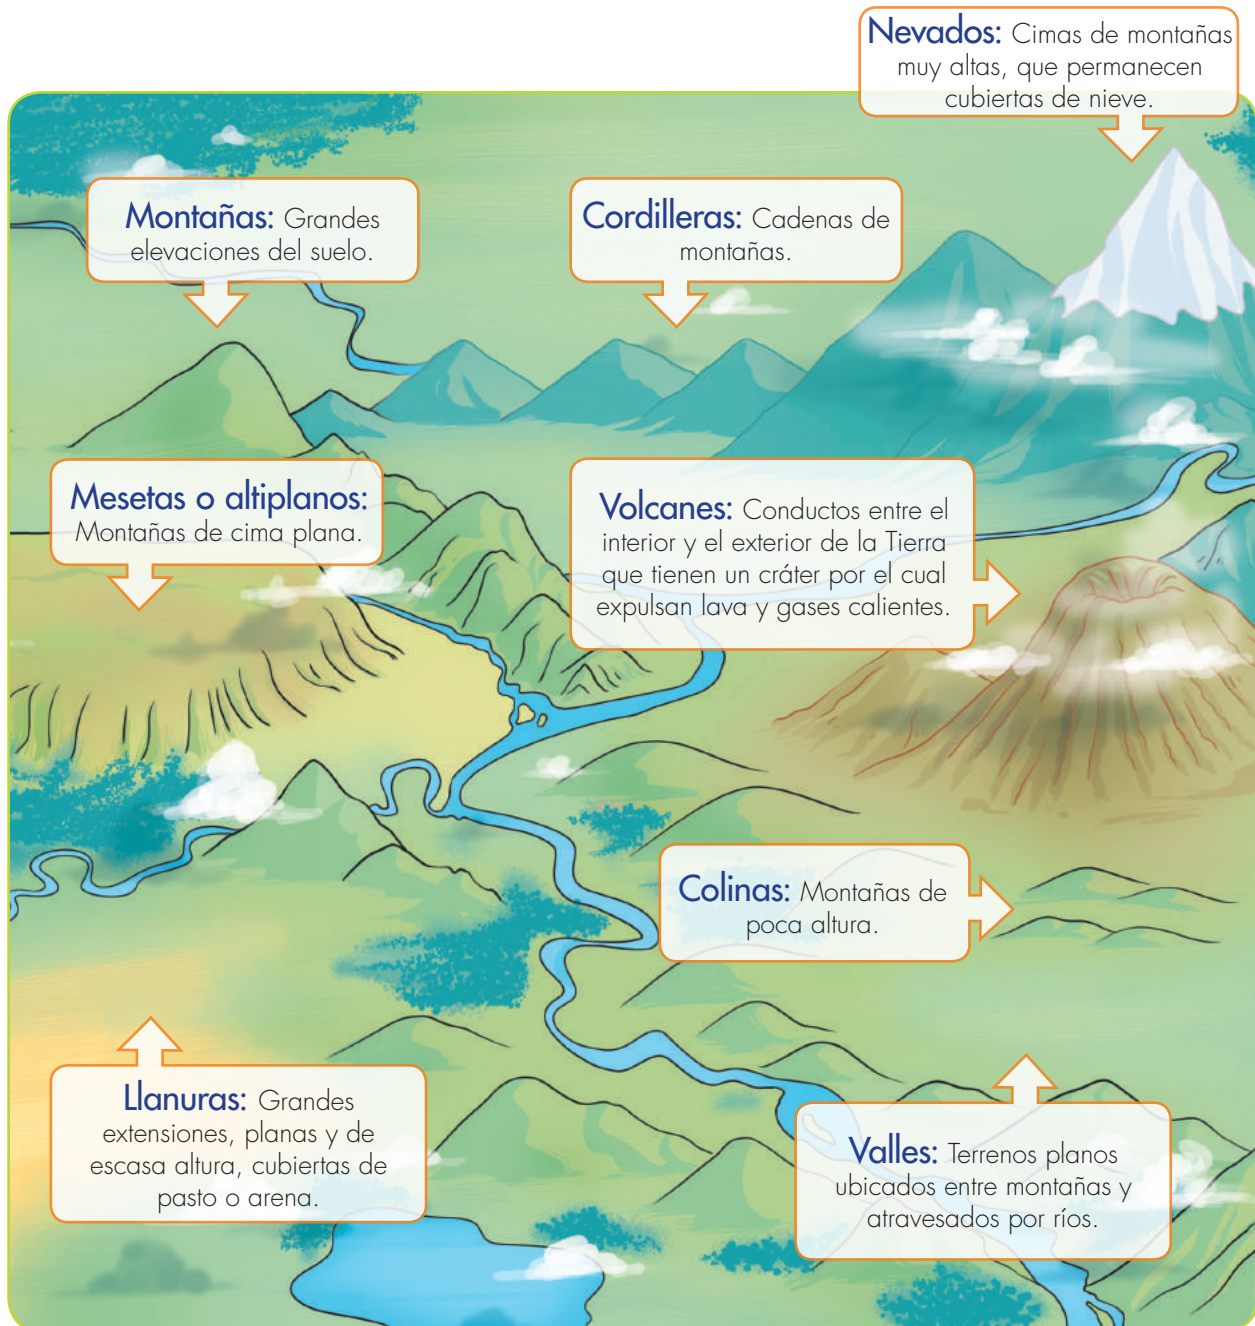 Nevados: Cimas de montañas
muy altas, que permanecen
cubiertas de nieve.
Montañas: Grandes
elevaciones del suelo.
Cordilleras: Cadenas de
montañas.
Mesetas o altiplanos:
Montañas de cima plana.
Volcanes: Conductos entre el
interior y el exterior de la Tierra
que tienen un cráter por el cual
expulsan lava y gases calientes.
Colinas: Montañas de
poca altura.
Llanuras: Grandes
extensiones, planas y de
escasa altura, cubiertas de
pasto o arena.
Valles: Terrenos planos
ubicados entre montañas y
atravesados por ríos.